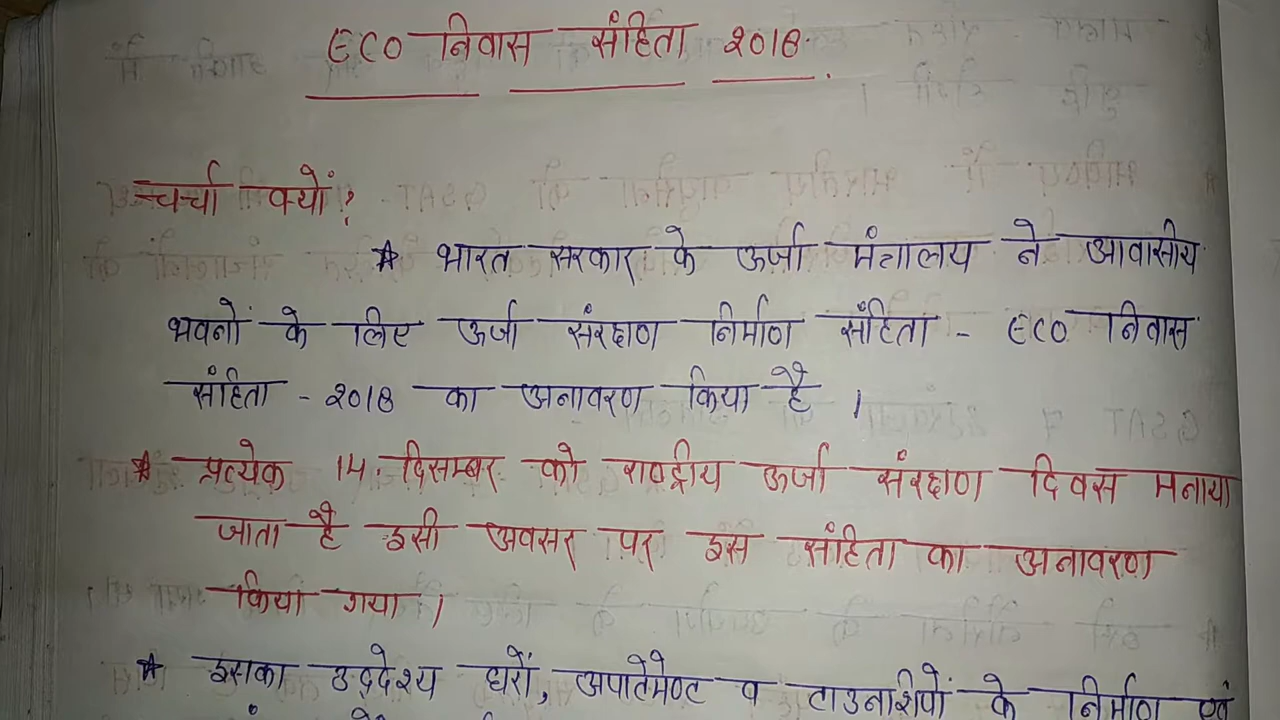 ECO निवास संहिता 2018.
चर्चा क्यों?
★ भारत सरकार के ऊर्जा मंत्रालय ने आवासीय
भवनों के लिए ऊर्जा संरक्षण निर्माण संहिता - ECO निवास
संहिता - 2018 का अनावरण किया है ।
★ प्रत्येक 14 दिसम्बर को राष्ट्रीय ऊर्जा संरक्षण दिवस मनाया
जाता है इसी अवसर पर इस संहिता का अनावरण
किया गया ।
★ इसका उद्देश्य घरों, अपार्टमेण्ट व टाउनशिपों के निर्माण एवं